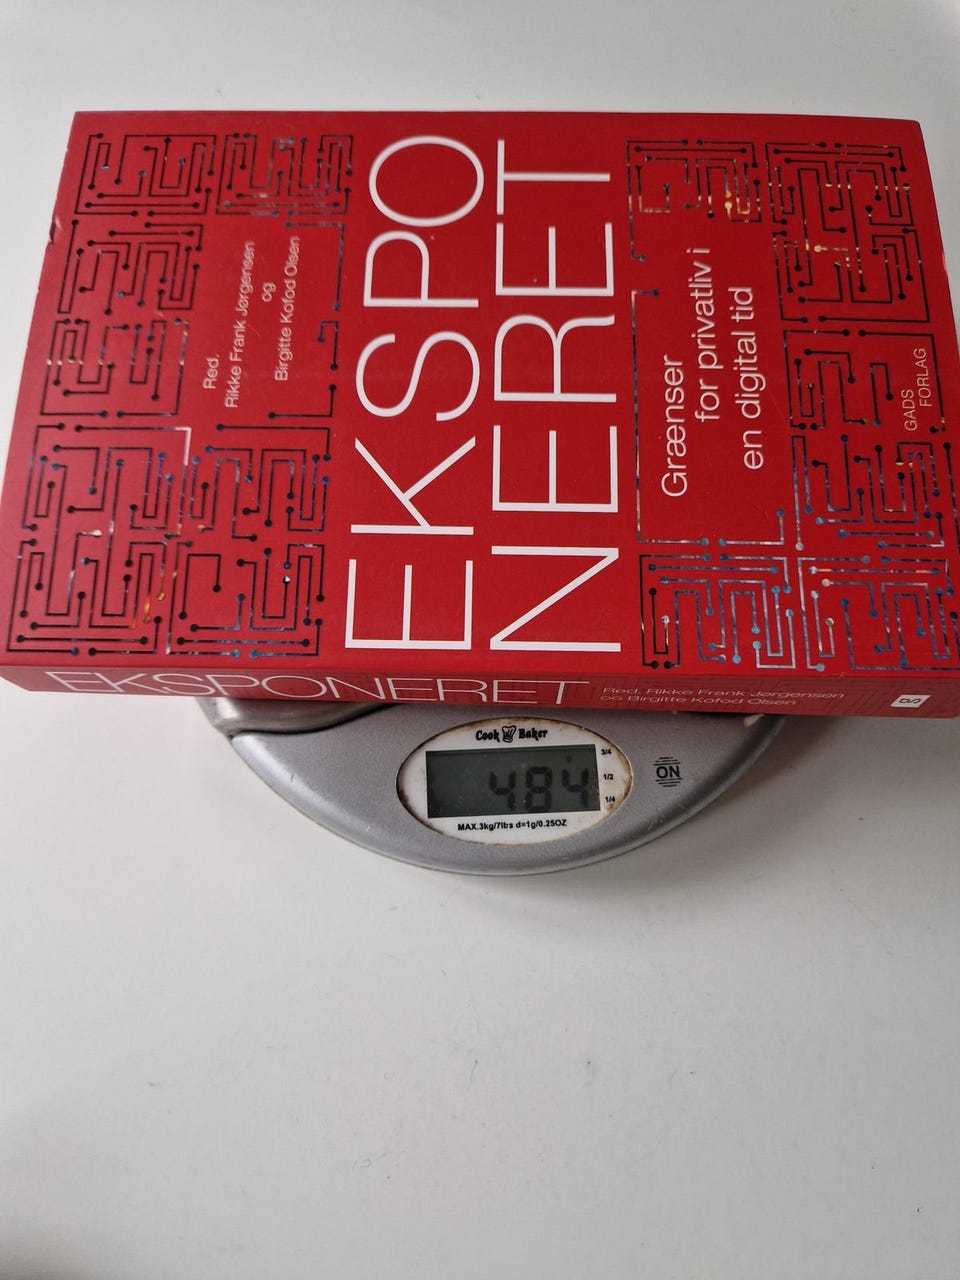 Red.
Rikke Frank Jørgensen
og
Birgitte Kofod Olsen
EKSPO
NERET
Grænser
for privatliv i
en digital tid
GADS
FORLAG
EKSPONERET
Red. Rikke Frank Jørgensen
og Birgitte Kofod Olsen
Cook Baker
484
3/4
1/2
1/4
ON
MAX.3kg/7lbs d=1g/0.25OZ